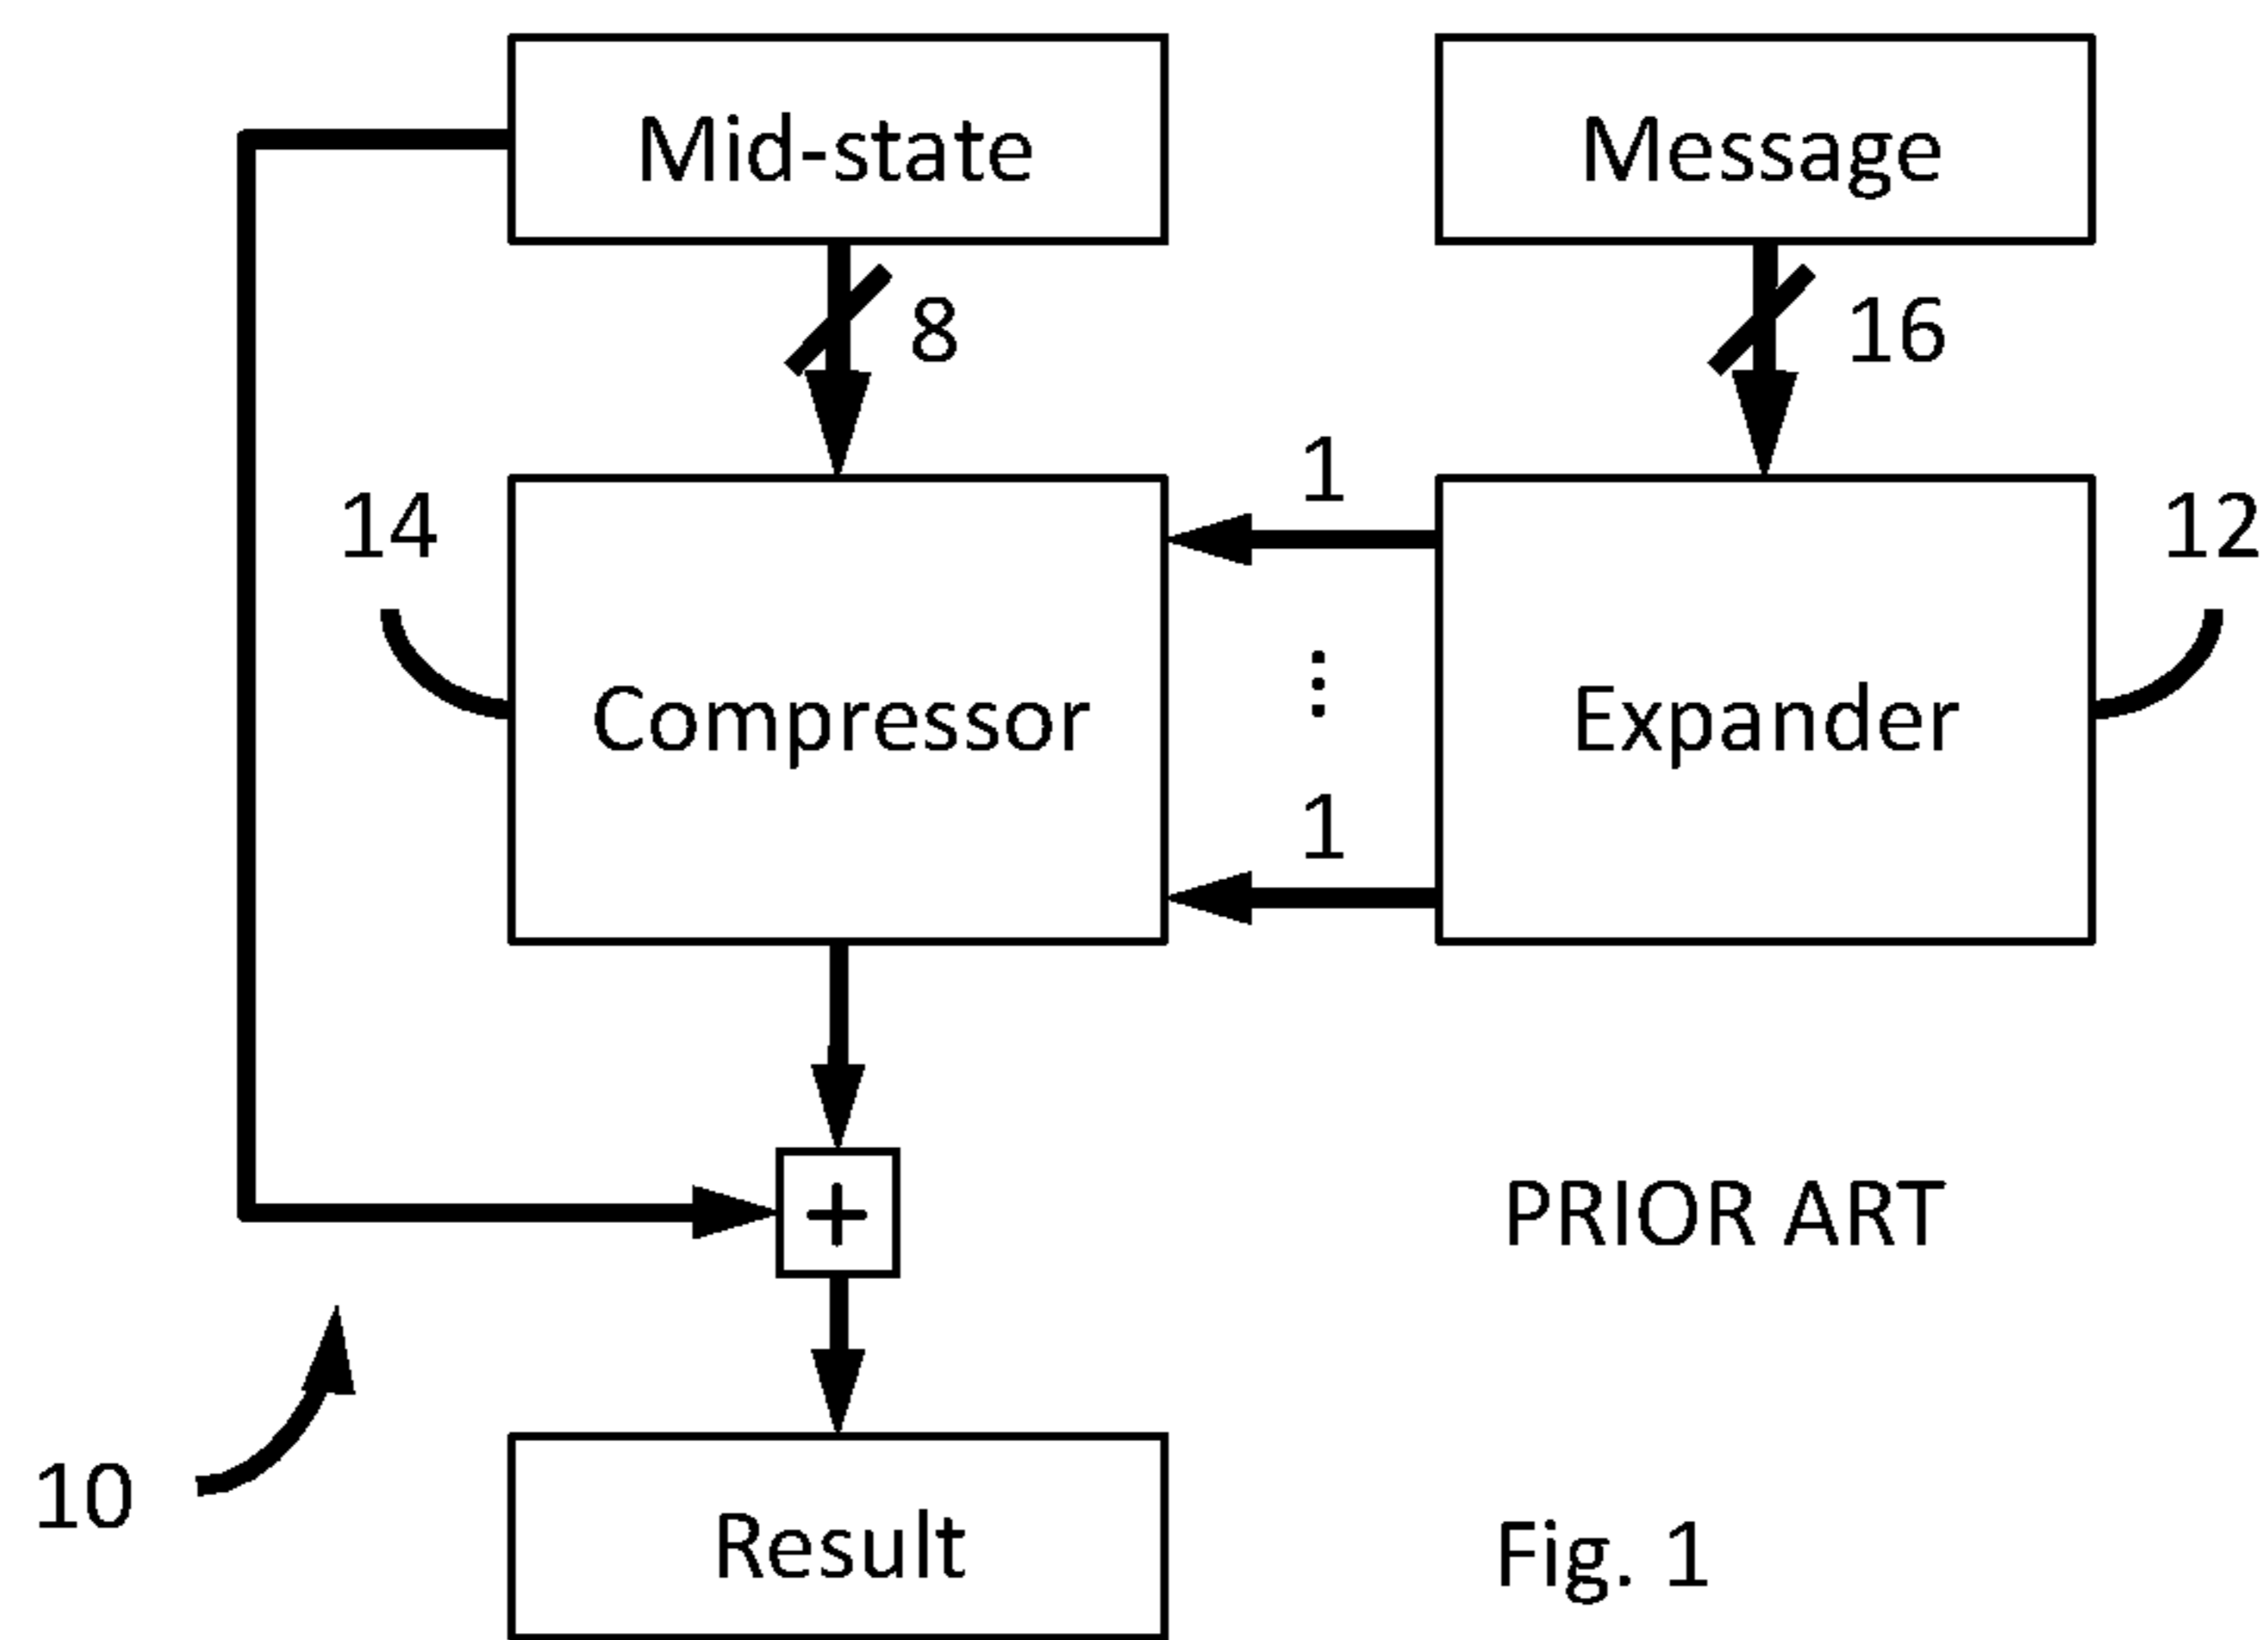 Mid-state
Message
8
16
1
14
12
⋮
Compressor
Expander
1
+
PRIOR ART
10
Result
Fig. 1